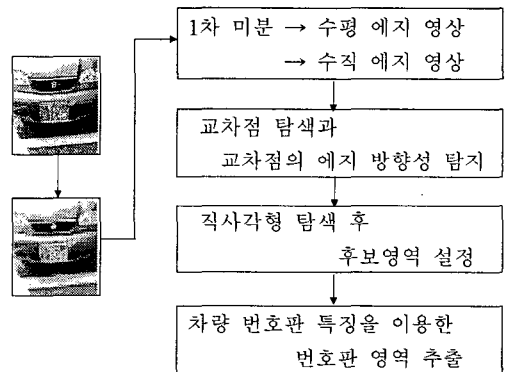 1차 미분 → 수평 에지 영상
→ 수직 에지 영상
교차점 탐색과
교차점의 에지 방향성 탐지
직사각형 탐색 후
후보영역 설정
차량 번호판 특징을 이용한
번호판 영역 추출